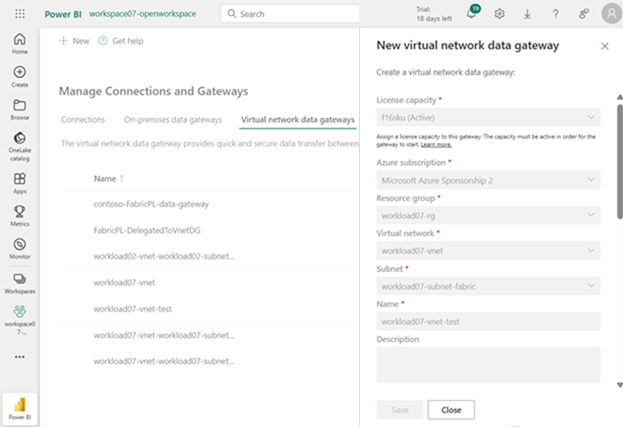 Power BI
workspace07-openworkspace
Search
Trial:
18 days left
19
Home
Create
Browse
OneLake
catalog
Apps
Metrics
Monitor
Workspaces
workspace0
7-...
Power BI
New
Get help
Manage Connections and Gateways
Connections
On-premises data gateways
Virtual network data gateways
The virtual network data gateway provides quick and secure data transfer between
Name ↑
contoso-FabricPL-data-gateway
FabricPL-DelegatedToVnetDG
workload02-vnet-workload02-subnet...
workload07-vnet
workload07-vnet-test
workload07-vnet-workload07-subnet...
workload07-vnet-workload07-subnet...
New virtual network data gateway
Create a virtual network data gateway:
License capacity *
f16sku (Active)
Assign a license capacity to this gateway. The capacity must be active in order for the
gateway to start. Learn more.
Azure subscription *
Microsoft Azure Sponsorship 2
Resource group *
workload07-rg
Virtual network *
workload07-vnet
Subnet *
workload07-subnet-fabric
Name *
workload07-vnet-test
Description
Save
Close